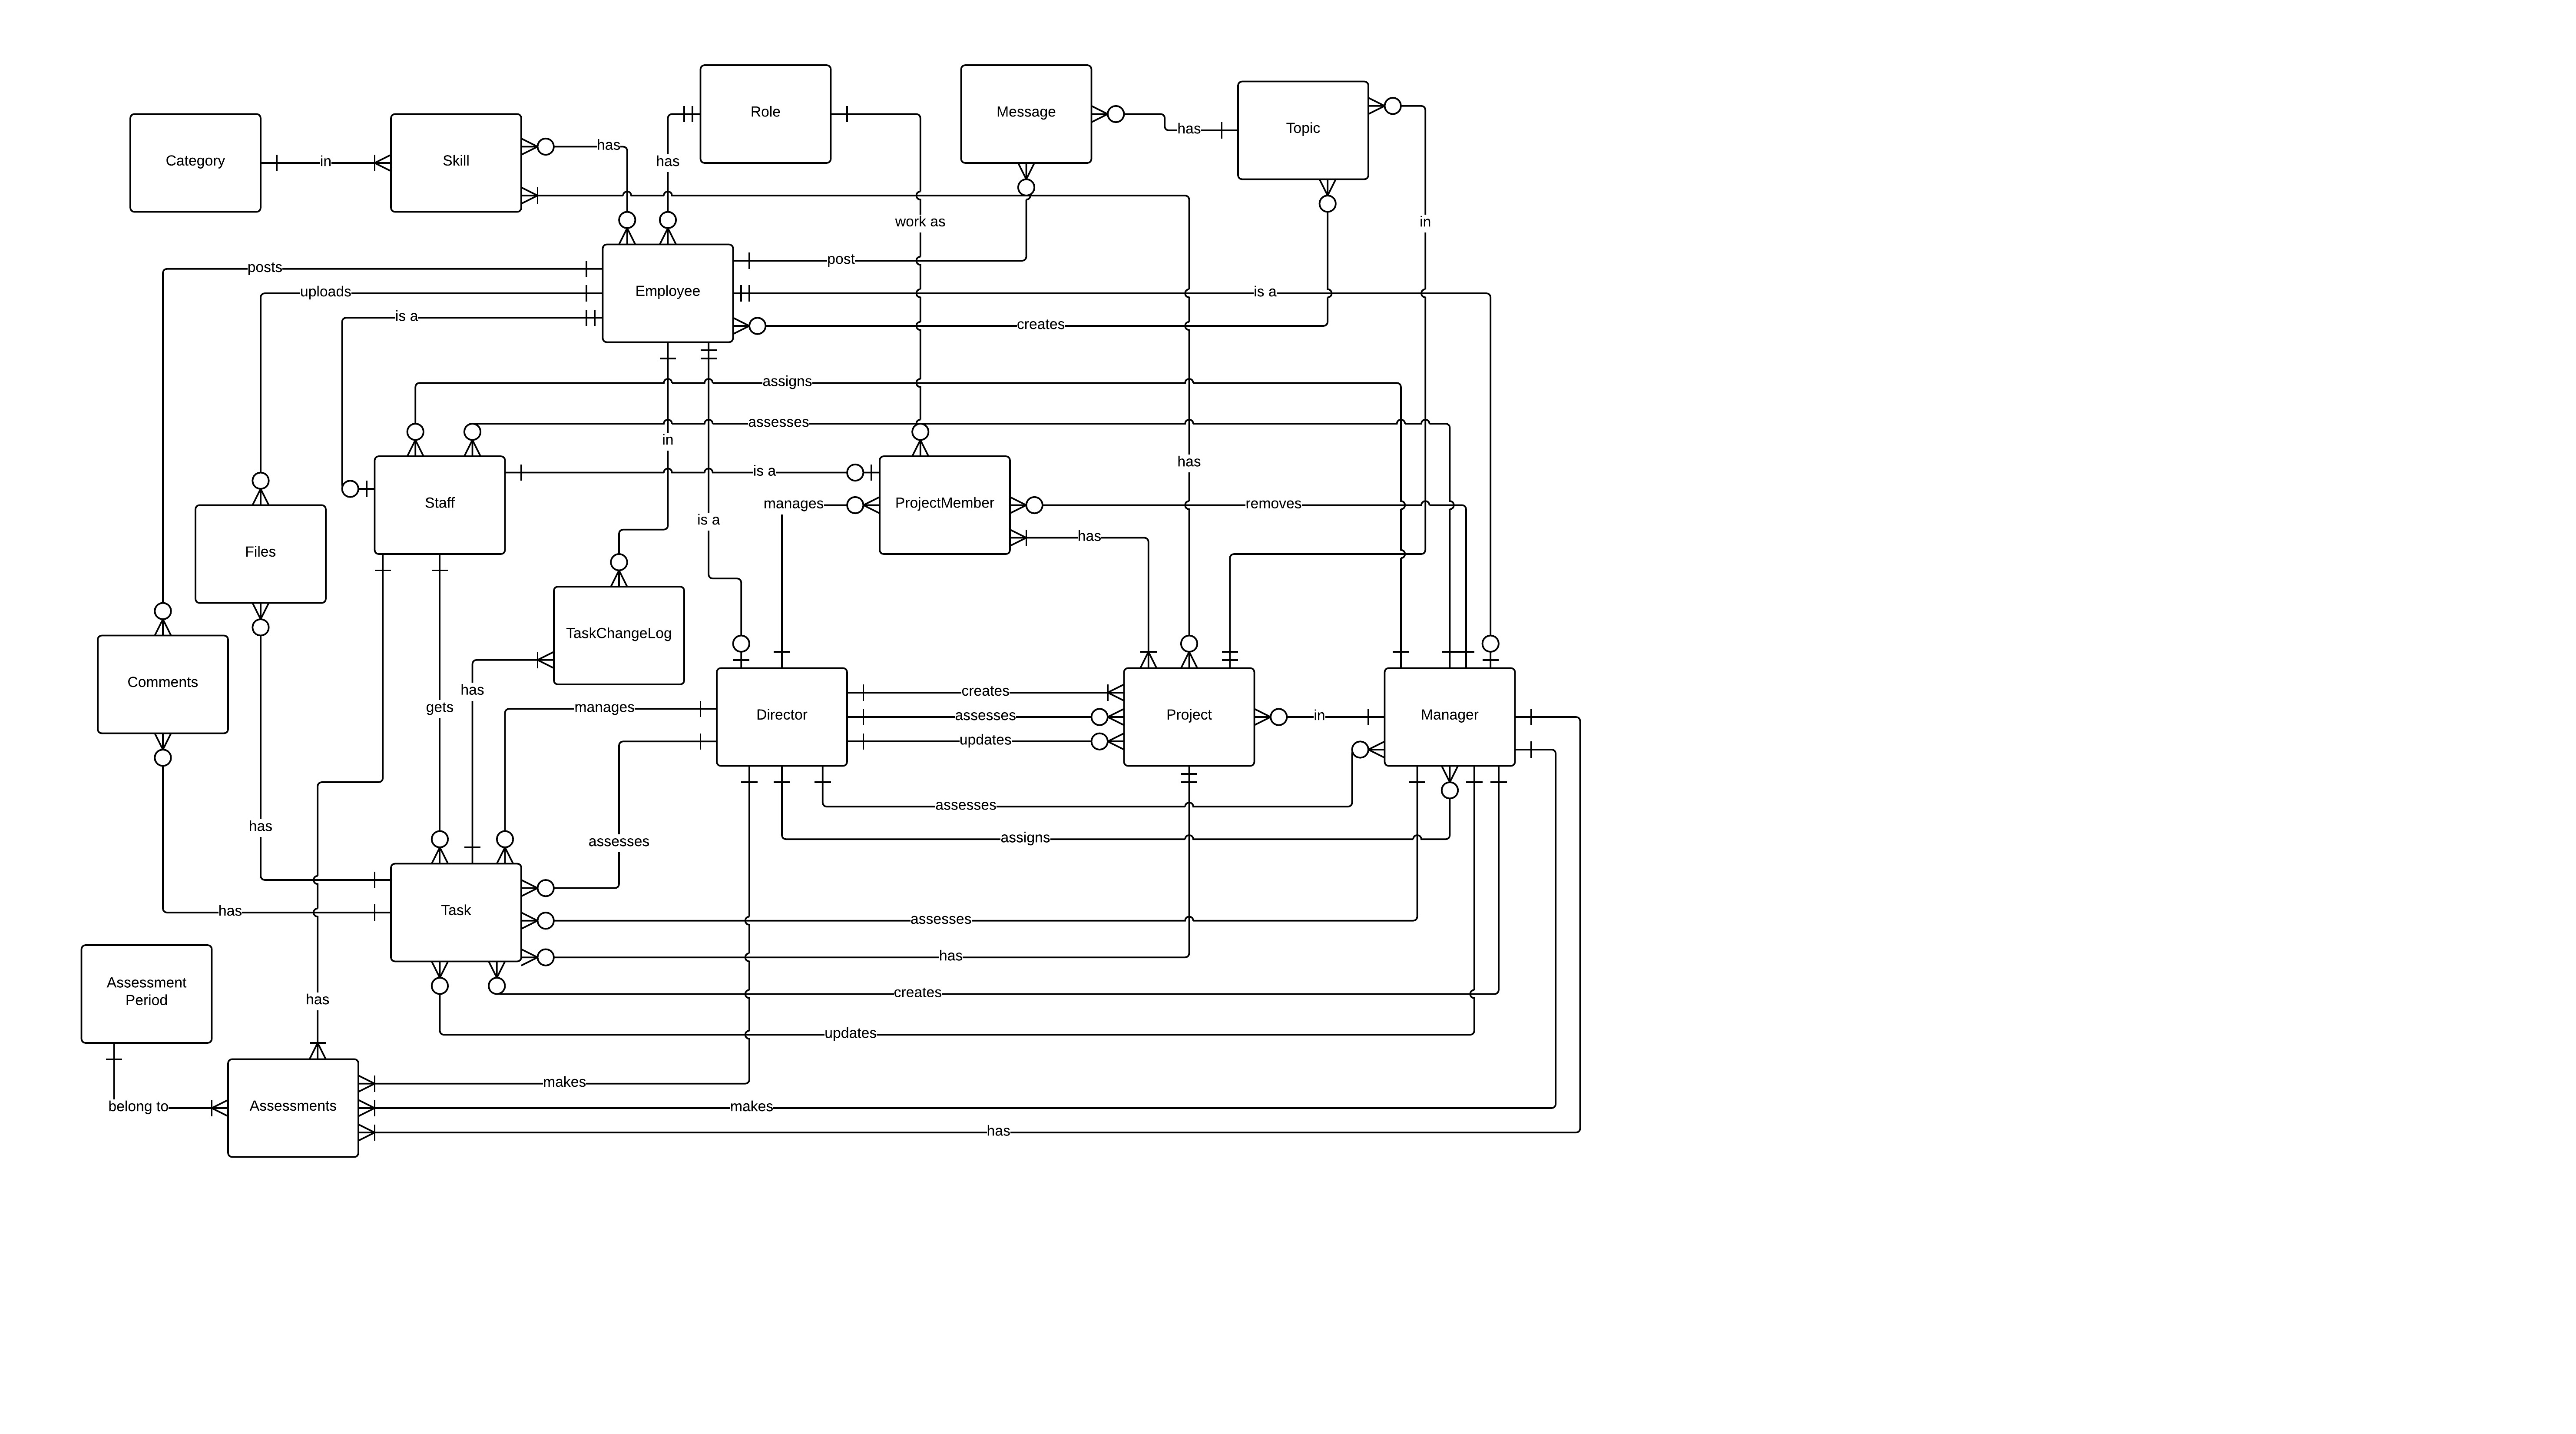 Role
Message
Topic
Category
in
Skill
has
has
has
work as
in
posts
post
uploads
Employee
is a
is a
creates
assigns
assesses
in
has
is a
Staff
manages
ProjectMember
removes
is a
has
Files
TaskChangeLog
Comments
has
gets
manages
Director
creates
assesses
updates
Project
in
Manager
assesses
has
assesses
assigns
has
Task
assesses
has
Assessment
Period
has
creates
updates
makes
belong to
Assessments
makes
has